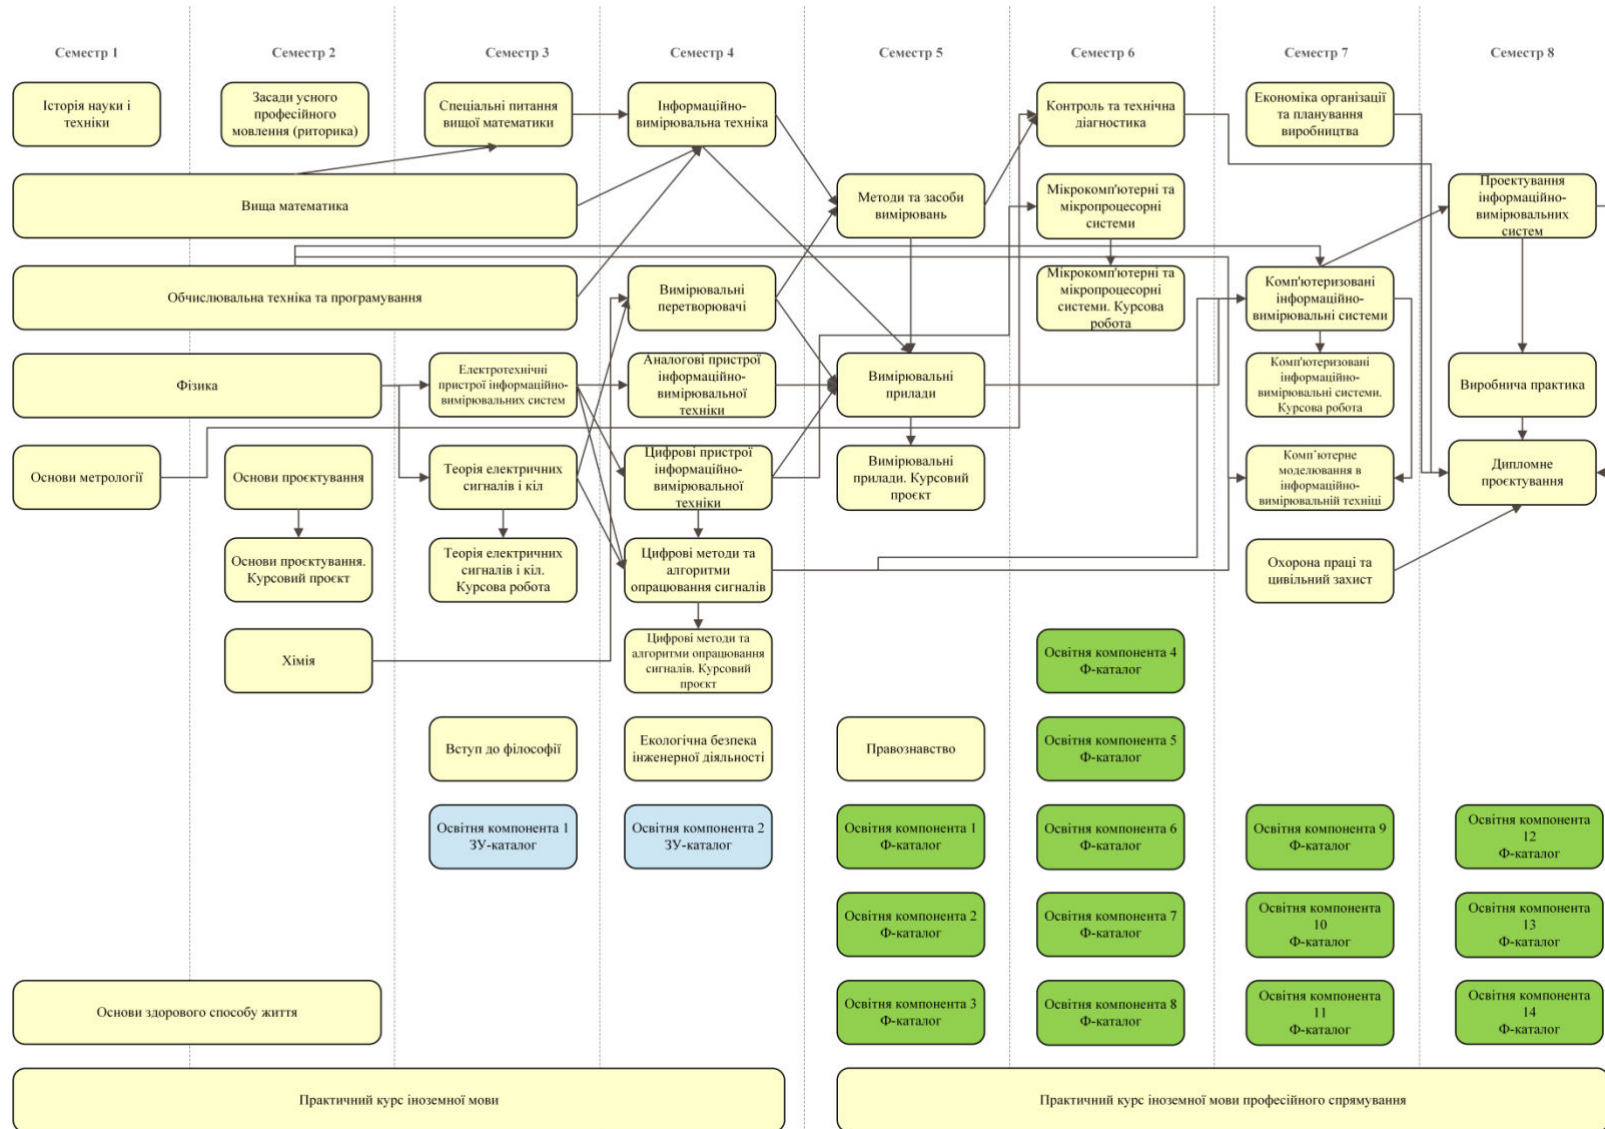 Семестр 1
Семестр 2
Семестр 3
Семестр 4
Семестр 5
Семестр 6
Семестр 7
Семестр 8
Історія науки і
техніки
Засади усного
професійного
мовлення (риторика)
Спеціальні питання
вищої математики
Інформаційно-
вимірювальна техніка
Контроль та технічна
діагностика
Економіка організації
та планування
виробництва
Вища математика
Методи та засоби
вимірювань
Мікрокомп'ютерні та
мікропроцесорні
системи
Проектування
інформаційно-
вимірювальних
систем
Обчислювальна техніка та програмування
Вимірювальні
перетворювачі
Мікрокомп'ютерні та
мікропроцесорні
системи. Курсова
робота
Комп'ютеризовані
інформаційно-
вимірювальні системи
Фізика
Електротехнічні
пристрої інформаційно-
вимірювальних систем
Аналогові пристрої
інформаційно-
вимірювальної
техніки
Вимірювальні
прилади
Комп'ютеризовані
інформаційно-
вимірювальні системи.
Курсова робота
Виробнича практика
Основи метрології
Основи проєктування
Теорія електричних
сигналів і кіл
Цифрові пристрої
інформаційно-
вимірювальної
техніки
Вимірювальні
прилади. Курсовий
проєкт
Комп’ютерне
моделювання в
інформаційно-
вимірювальній техніці
Дипломне
проєктування
Основи проєктування.
Курсовий проєкт
Теорія електричних
сигналів і кіл.
Курсова робота
Цифрові методи та
алгоритми
опрацювання сигналів
Охорона праці та
цивільний захист
Хімія
Цифрові методи та
алгоритми опрацювання
сигналів. Курсовий
проєкт
Освітня компонента 4
Ф-каталог
Вступ до філософії
Екологічна безпека
інженерної діяльності
Правознавство
Освітня компонента 5
Ф-каталог
Освітня компонента 1
ЗУ-каталог
Освітня компонента 2
ЗУ-каталог
Освітня компонента 1
Ф-каталог
Освітня компонента 6
Ф-каталог
Освітня компонента 9
Ф-каталог
Освітня компонента
12
Ф-каталог
Освітня компонента 2
Ф-каталог
Освітня компонента 7
Ф-каталог
Освітня компонента
10
Ф-каталог
Освітня компонента
13
Ф-каталог
Основи здорового способу життя
Освітня компонента 3
Ф-каталог
Освітня компонента 8
Ф-каталог
Освітня компонента
11
Ф-каталог
Освітня компонента
14
Ф-каталог
Практичний курс іноземної мови
Практичний курс іноземної мови професійного спрямування